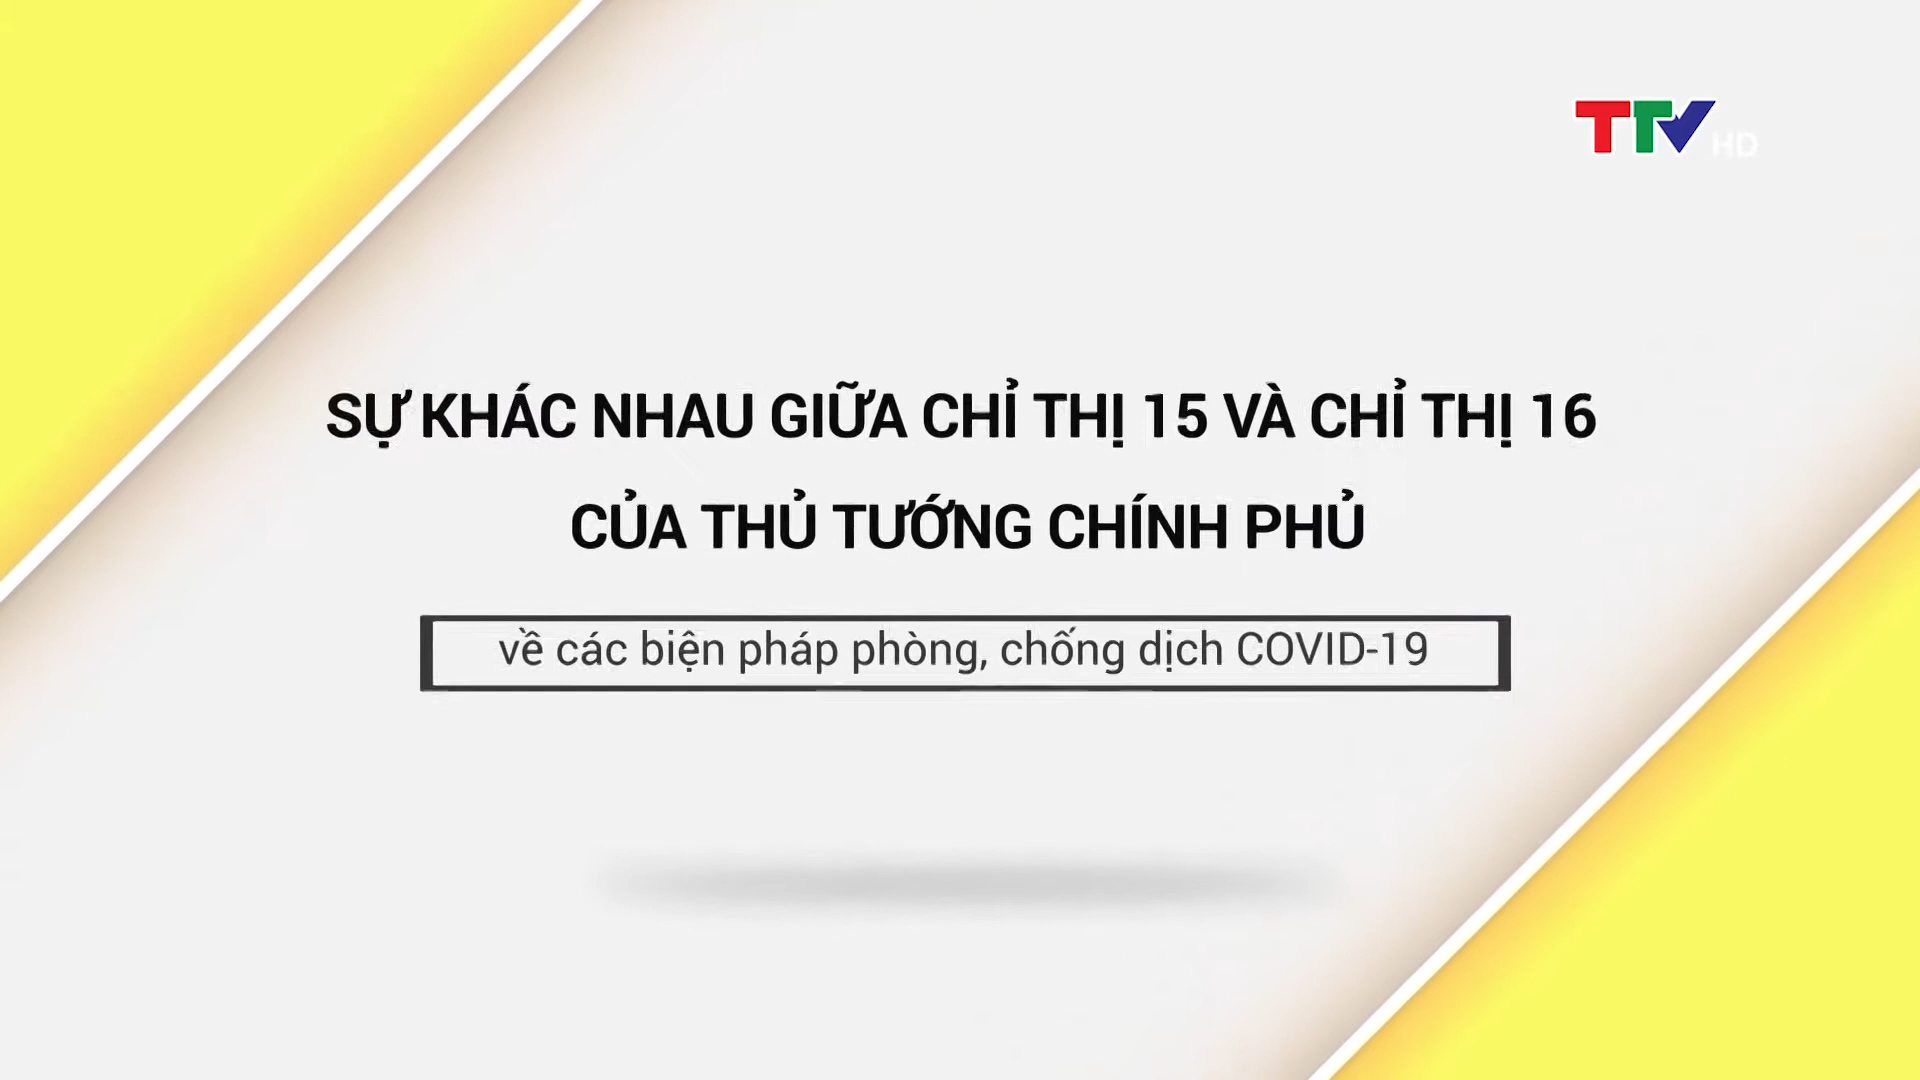 TTV HD
SỰ KHÁC NHAU GIỮA CHỈ THỊ 15 VÀ CHỈ THỊ 16
CỦA THỦ TƯỚNG CHÍNH PHỦ
về các biện pháp phòng, chống dịch COVID-19